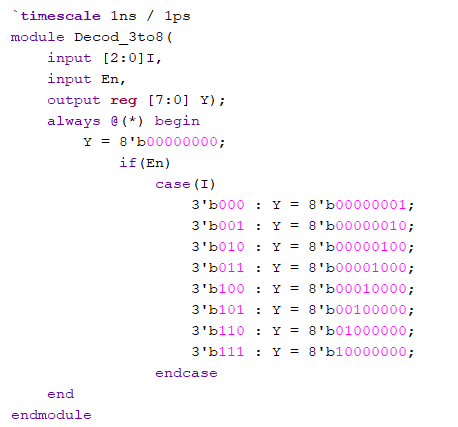 `timescale 1ns / 1ps
module Decod_3to8(
    input [2:0]I,
    input En,
    output reg [7:0] Y);
    always @(*) begin
        Y = 8'b00000000;
            if(En)
                case(I)
                    3'b000 : Y = 8'b00000001;
                    3'b001 : Y = 8'b00000010;
                    3'b010 : Y = 8'b00000100;
                    3'b011 : Y = 8'b00001000;
                    3'b100 : Y = 8'b00010000;
                    3'b101 : Y = 8'b00100000;
                    3'b110 : Y = 8'b01000000;
                    3'b111 : Y = 8'b10000000;
                endcase
    end
endmodule